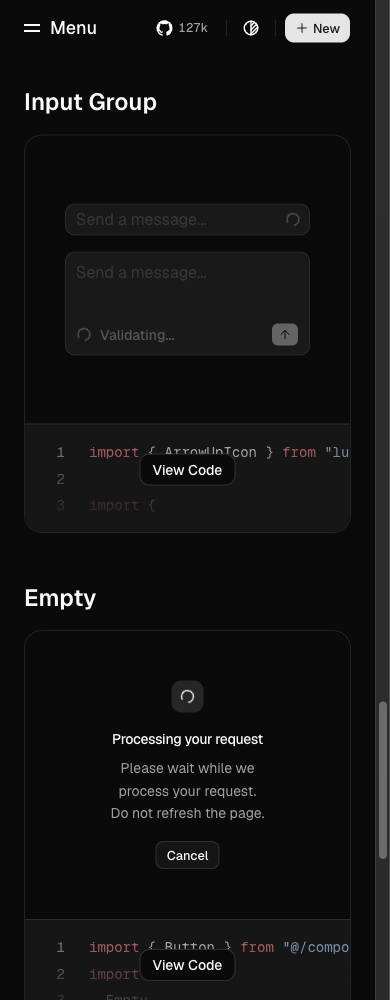 Menu
127k
+ New
Input Group
Send a message...
Send a message...
Validating...
1 import { ArrowUpIcon } from "lu
2
View Code
3 import {
Empty
Processing your request
Please wait while we
process your request.
Do not refresh the page.
Cancel
1 import { Button } from "@/compo
2 import
View Code
3 Empty